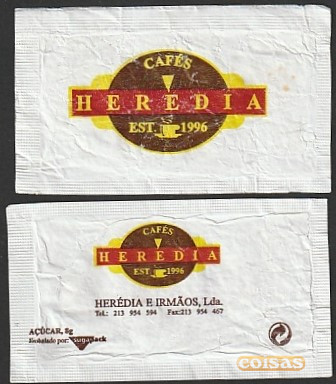 CAFÉS
HEREDIA
EST. 1996
CAFÉS
HEREDIA
EST 1996
HERÉDIA E IRMÃOS, Lda.
Tel.: 213 954 594 Fax:213 954 467
AÇÚCAR, 8g
Embalado por: sugarpack
coisas